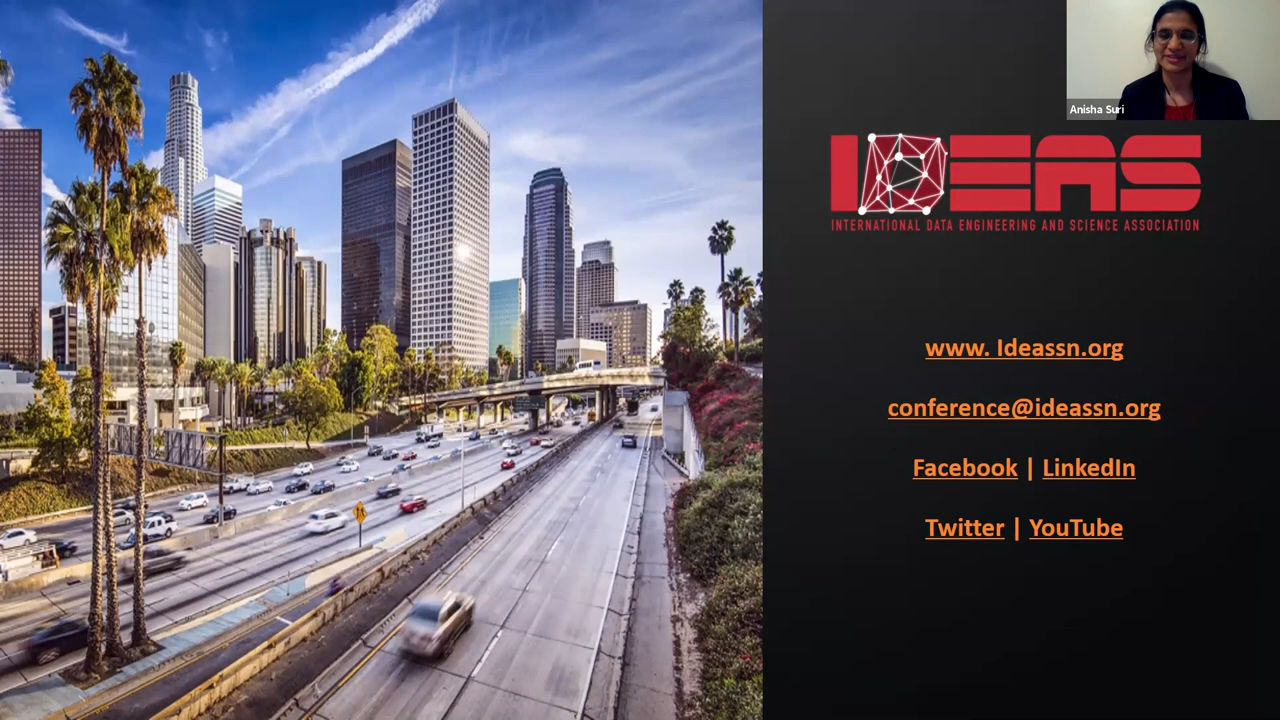 Anisha Suri
IDEAS
INTERNATIONAL DATA ENGINEERING AND SCIENCE ASSOCIATION
www. Ideassn.org
conference@ideassn.org
Facebook | LinkedIn
Twitter | YouTube